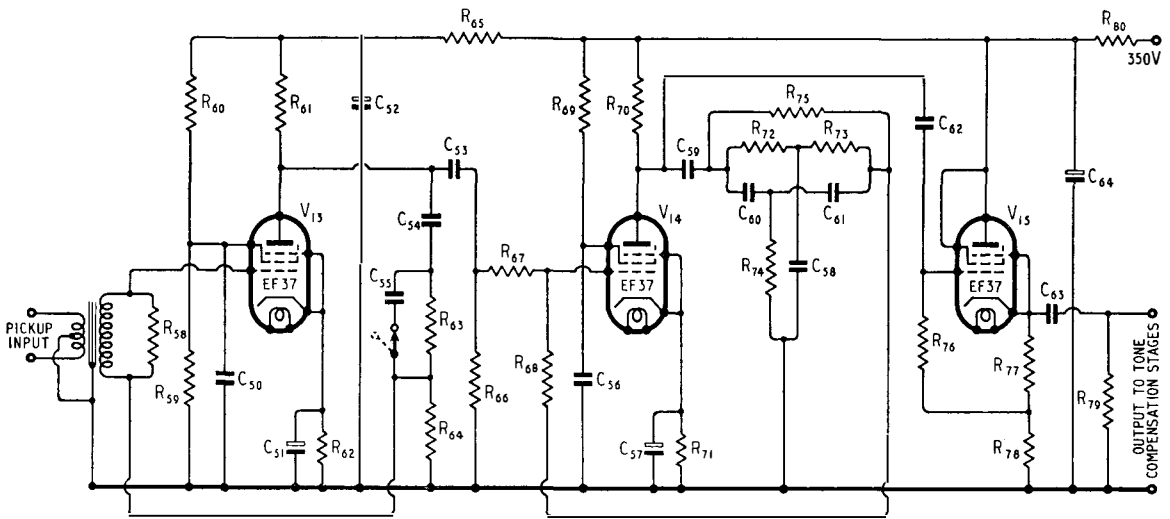 R65
R80
350V
R60
R61
C52
R69
R70
R75
R72
R73
C62
C53
C59
C64
V13
C54
V14
C60
C61
V15
R67
R74
C58
EF37
C55
EF37
EF37
C63
PICKUP
INPUT
R58
R63
R76
R77
R59
C50
R66
R68
C56
R79
OUTPUT TO TONE
COMPENSATION STAGES
C51
R62
R64
C57
R71
R78